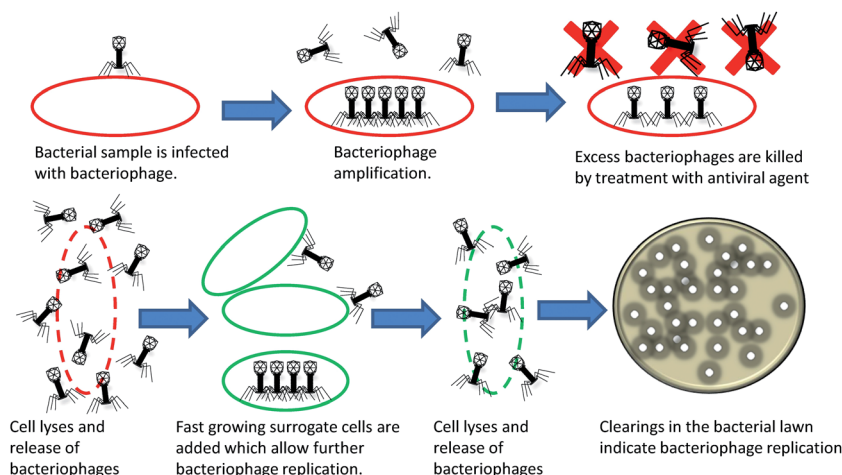 Bacterial sample is infected
with bacteriophage.
Bacteriophage
amplification.
Excess bacteriophages are killed
by treatment with antiviral agent
Cell lyses and
release of
bacteriophages
Fast growing surrogate cells are
added which allow further
bacteriophage replication.
Cell lyses and
release of
bacteriophages
Clearings in the bacterial lawn
indicate bacteriophage replication